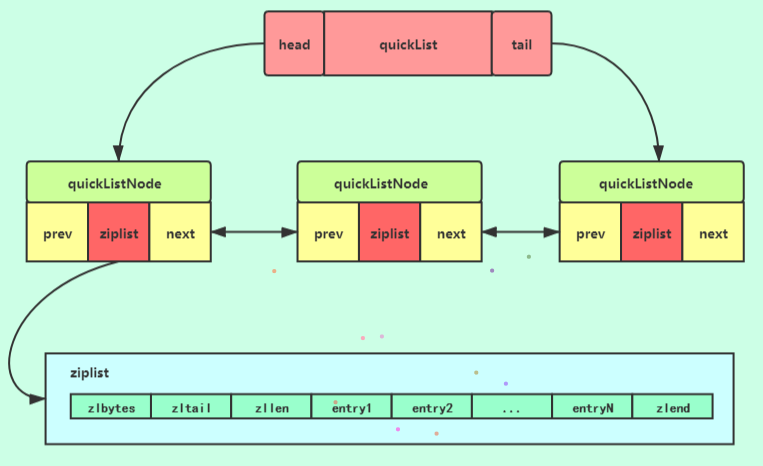 head quickList tail
quickListNode quickListNode quickListNode
prev ziplist next prev ziplist next prev ziplist next
ziplist
zlbytes zltail zllen entry1 entry2 ... entryN zlend